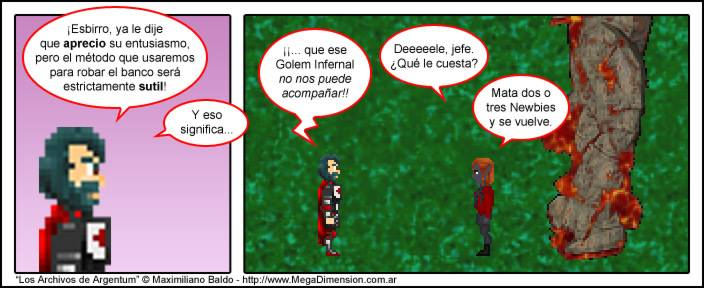 ¡Esbirro, ya le dije
que aprecio su entusiasmo,
pero el método que usaremos
para robar el banco será
estrictamente sutil!
Y eso
significa...
¡¡... que ese
Golem Infernal
no nos puede
acompañar!!
Deeeeele, jefe.
¿Qué le cuesta?
Mata dos o
tres Newbies
y se vuelve.
"Los Archivos de Argentum" © Maximiliano Baldo - http://www.MegaDimension.com.ar